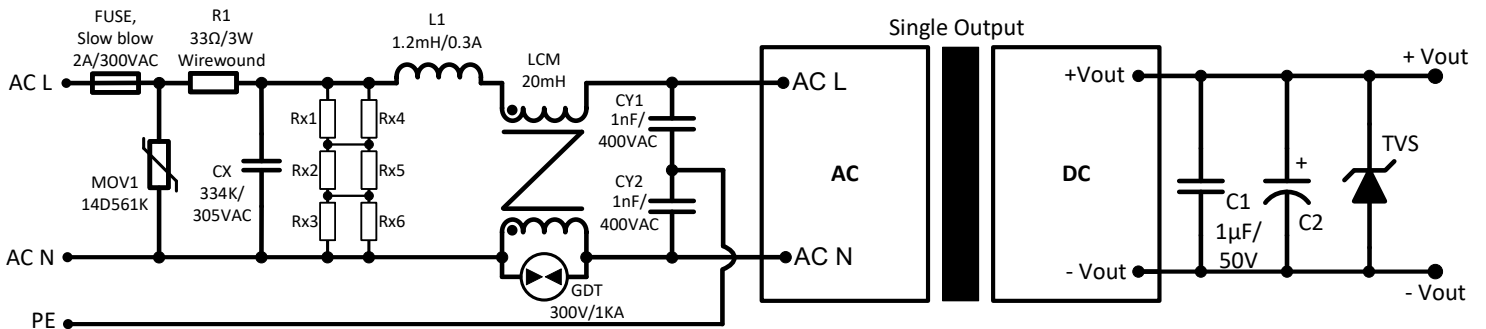 FUSE,
Slow blow
2A/300VAC
R1
33Ω/3W
Wirewound
L1
1.2mH/0.3A
LCM
20mH
Single Output
AC L
AC L
+Vout
+ Vout
Rx1
Rx4
CY1
1nF/
400VAC
TVS
MOV1
14D561K
CX
334K/
305VAC
Rx2
Rx5
AC
DC
+
CY2
1nF/
400VAC
C1
1µF/
50V
C2
Rx3
Rx6
AC N
AC N
- Vout
- Vout
GDT
300V/1KA
PE